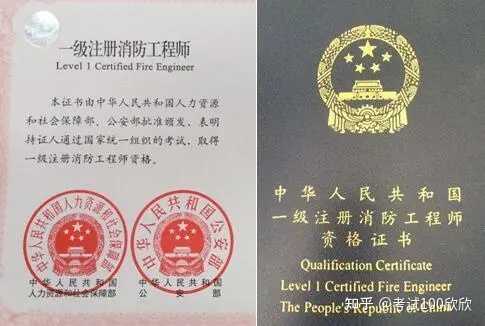 一级注册消防工程师
Level 1 Certified Fire Engineer
本证书由中华人民共和国人力资源
和社会保障部、公安部批准颁发，表明
持证人通过国家统一组织的考试，取得
一级注册消防工程师资格。
中华人民共和国人力资源和社会保障部
中华人民共和国公安部
中华人民共和国
人力资源和社会保障部
中华人民共和国
公安部
中华人民共和国
一级注册消防工程师
资格证书
Qualification Certificate
Level 1 Certified Fire Engineer
The People's Republic of China
知乎 @考试100欣欣